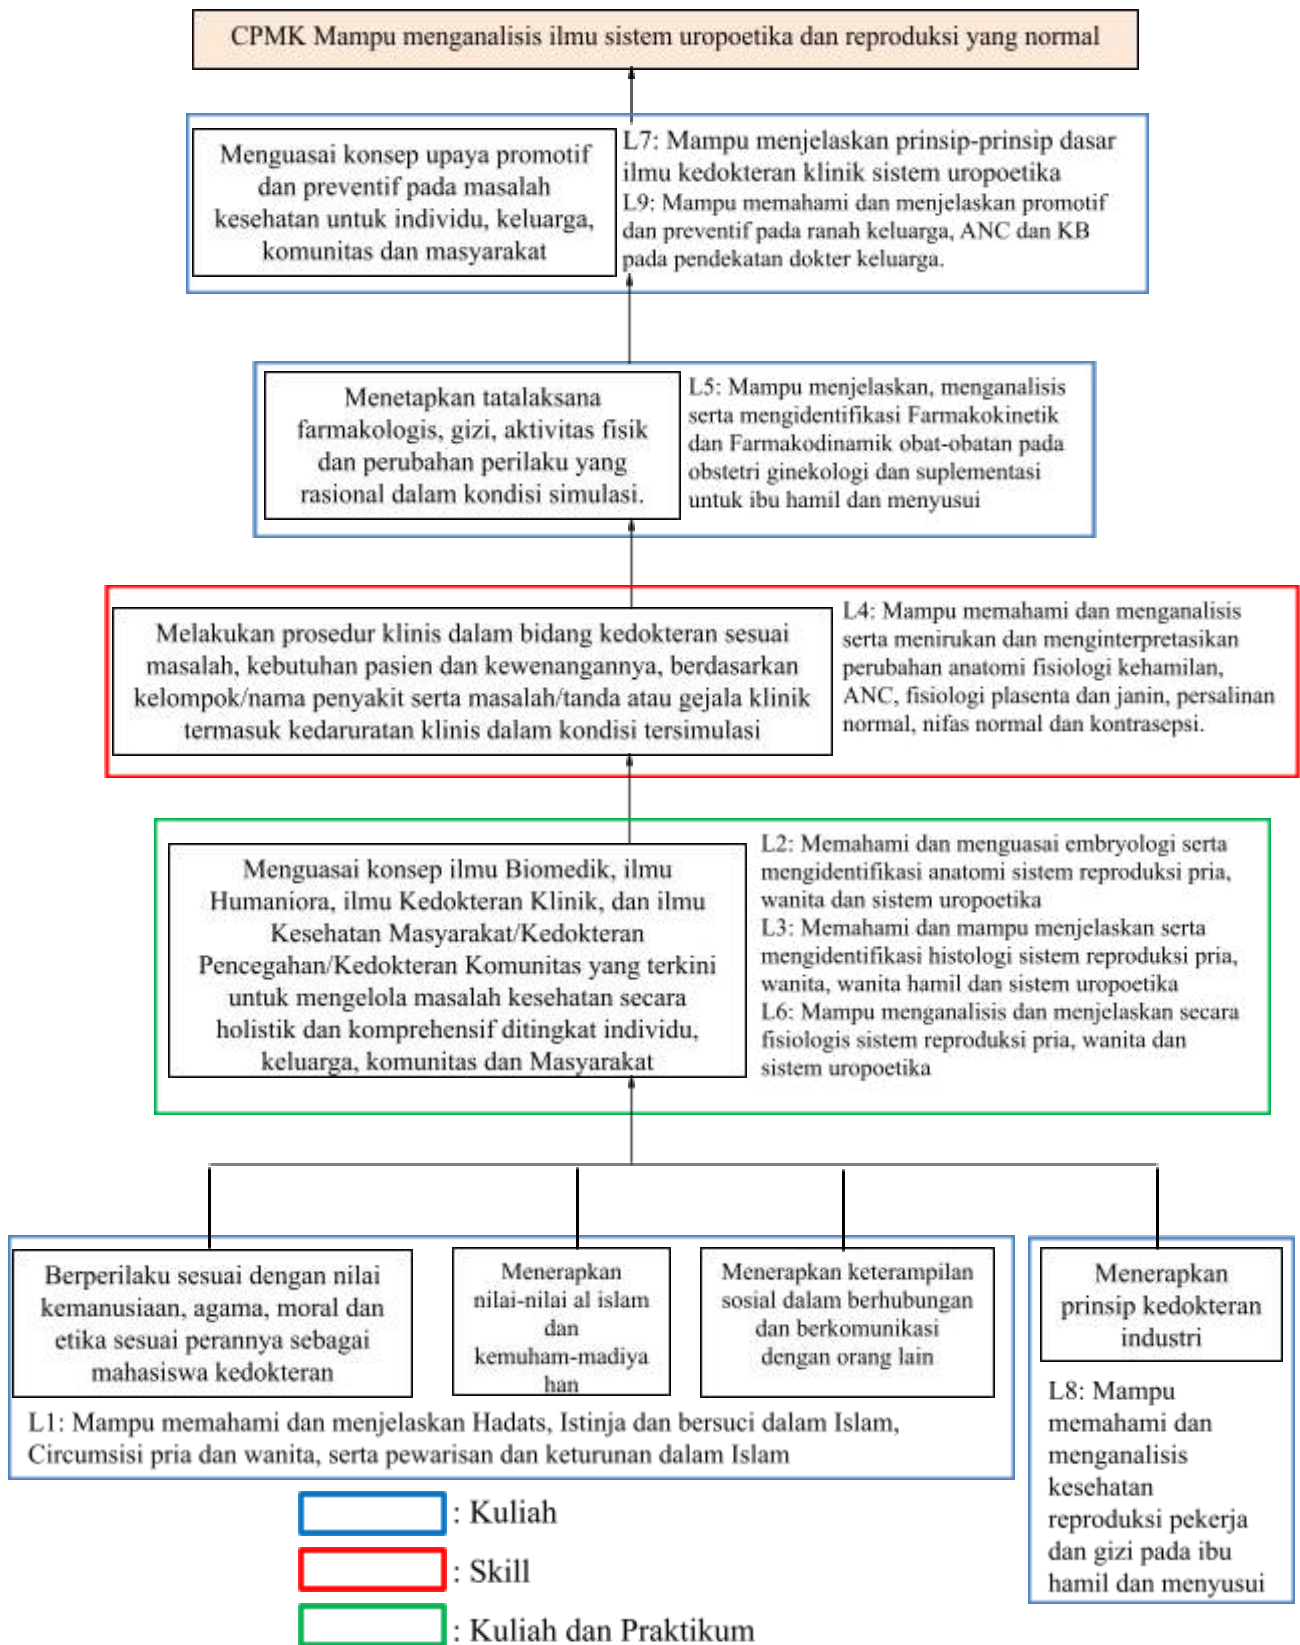 CPMK Mampu menganalisis ilmu sistem uropoetika dan reproduksi yang normal
Menguasai konsep upaya promotif
dan preventif pada masalah
kesehatan untuk individu, keluarga,
komunitas dan masyarakat
L7: Mampu menjelaskan prinsip-prinsip dasar
ilmu kedokteran klinik sistem uropoetika
L9: Mampu memahami dan menjelaskan promotif
dan preventif pada ranah keluarga, ANC dan KB
pada pendekatan dokter keluarga.
Menetapkan tatalaksana
farmakologis, gizi, aktivitas fisik
dan perubahan perilaku yang
rasional dalam kondisi simulasi.
L5: Mampu menjelaskan, menganalisis
serta mengidentifikasi Farmakokinetik
dan Farmakodinamik obat-obatan pada
obstetri ginekologi dan suplementasi
untuk ibu hamil dan menyusui
Melakukan prosedur klinis dalam bidang kedokteran sesuai
masalah, kebutuhan pasien dan kewenangannya, berdasarkan
kelompok/nama penyakit serta masalah/tanda atau gejala klinik
termasuk kedaruratan klinis dalam kondisi tersimulasi
L4: Mampu memahami dan menganalisis
serta menirukan dan menginterpretasikan
perubahan anatomi fisiologi kehamilan,
ANC, fisiologi plasenta dan janin, persalinan
normal, nifas normal dan kontrasepsi.
Menguasai konsep ilmu Biomedik, ilmu
Humaniora, ilmu Kedokteran Klinik, dan ilmu
Kesehatan Masyarakat/Kedokteran
Pencegahan/Kedokteran Komunitas yang terkini
untuk mengelola masalah kesehatan secara
holistik dan komprehensif ditingkat individu,
keluarga, komunitas dan Masyarakat
L2: Memahami dan menguasai embryologi serta
mengidentifikasi anatomi sistem reproduksi pria,
wanita dan sistem uropoetika
L3: Memahami dan mampu menjelaskan serta
mengidentifikasi histologi sistem reproduksi pria,
wanita, wanita hamil dan sistem uropoetika
L6: Mampu menganalisis dan menjelaskan secara
fisiologis sistem reproduksi pria, wanita dan
sistem uropoetika
Berperilaku sesuai dengan nilai
kemanusiaan, agama, moral dan
etika sesuai perannya sebagai
mahasiswa kedokteran
Menerapkan
nilai-nilai al islam
dan
kemuham-madiya
han
Menerapkan keterampilan
sosial dalam berhubungan
dan berkomunikasi
dengan orang lain
L1: Mampu memahami dan menjelaskan Hadats, Istinja dan bersuci dalam Islam,
Circumsisi pria dan wanita, serta pewarisan dan keturunan dalam Islam
Menerapkan
prinsip kedokteran
industri
L8: Mampu
memahami dan
menganalisis
kesehatan
reproduksi pekerja
dan gizi pada ibu
hamil dan menyusui
: Kuliah
: Skill
: Kuliah dan Praktikum